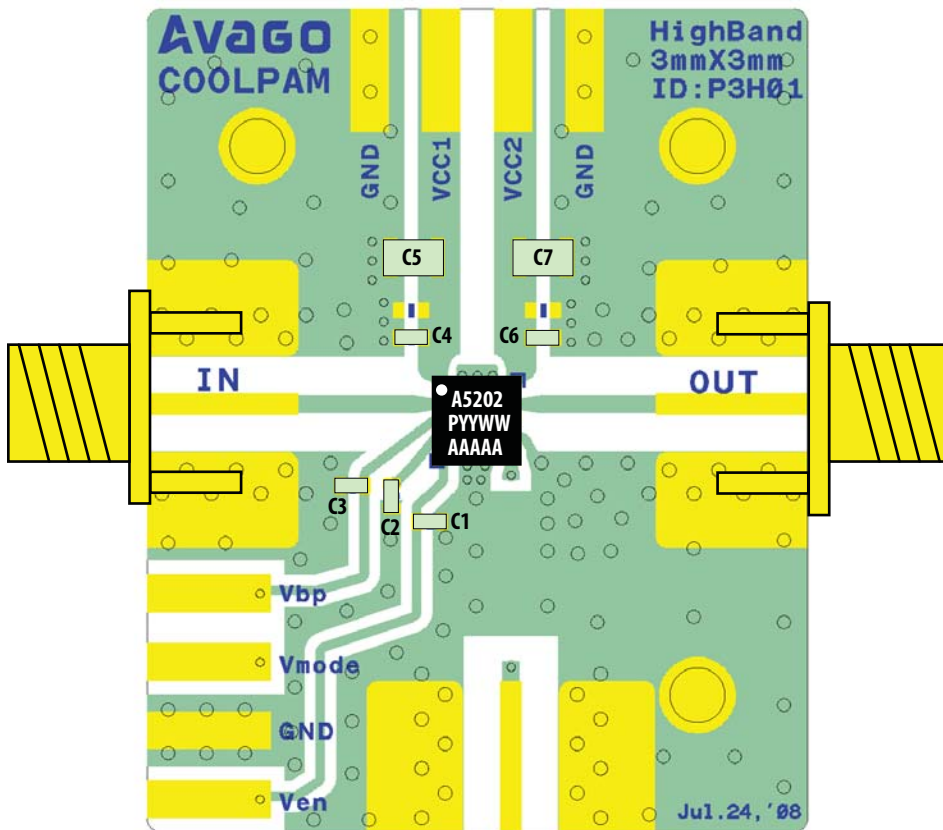 AVAGO
COOLPAM
HighBand
3mmX3mm
ID:P3H01
GND
VCC1
VCC2
GND
C5
C7
C4
C6
IN
OUT
A5202
PYYWW
AAAAA
C3
C2
C1
Vbp
Vmode
GND
Ven
Jul.24,'08